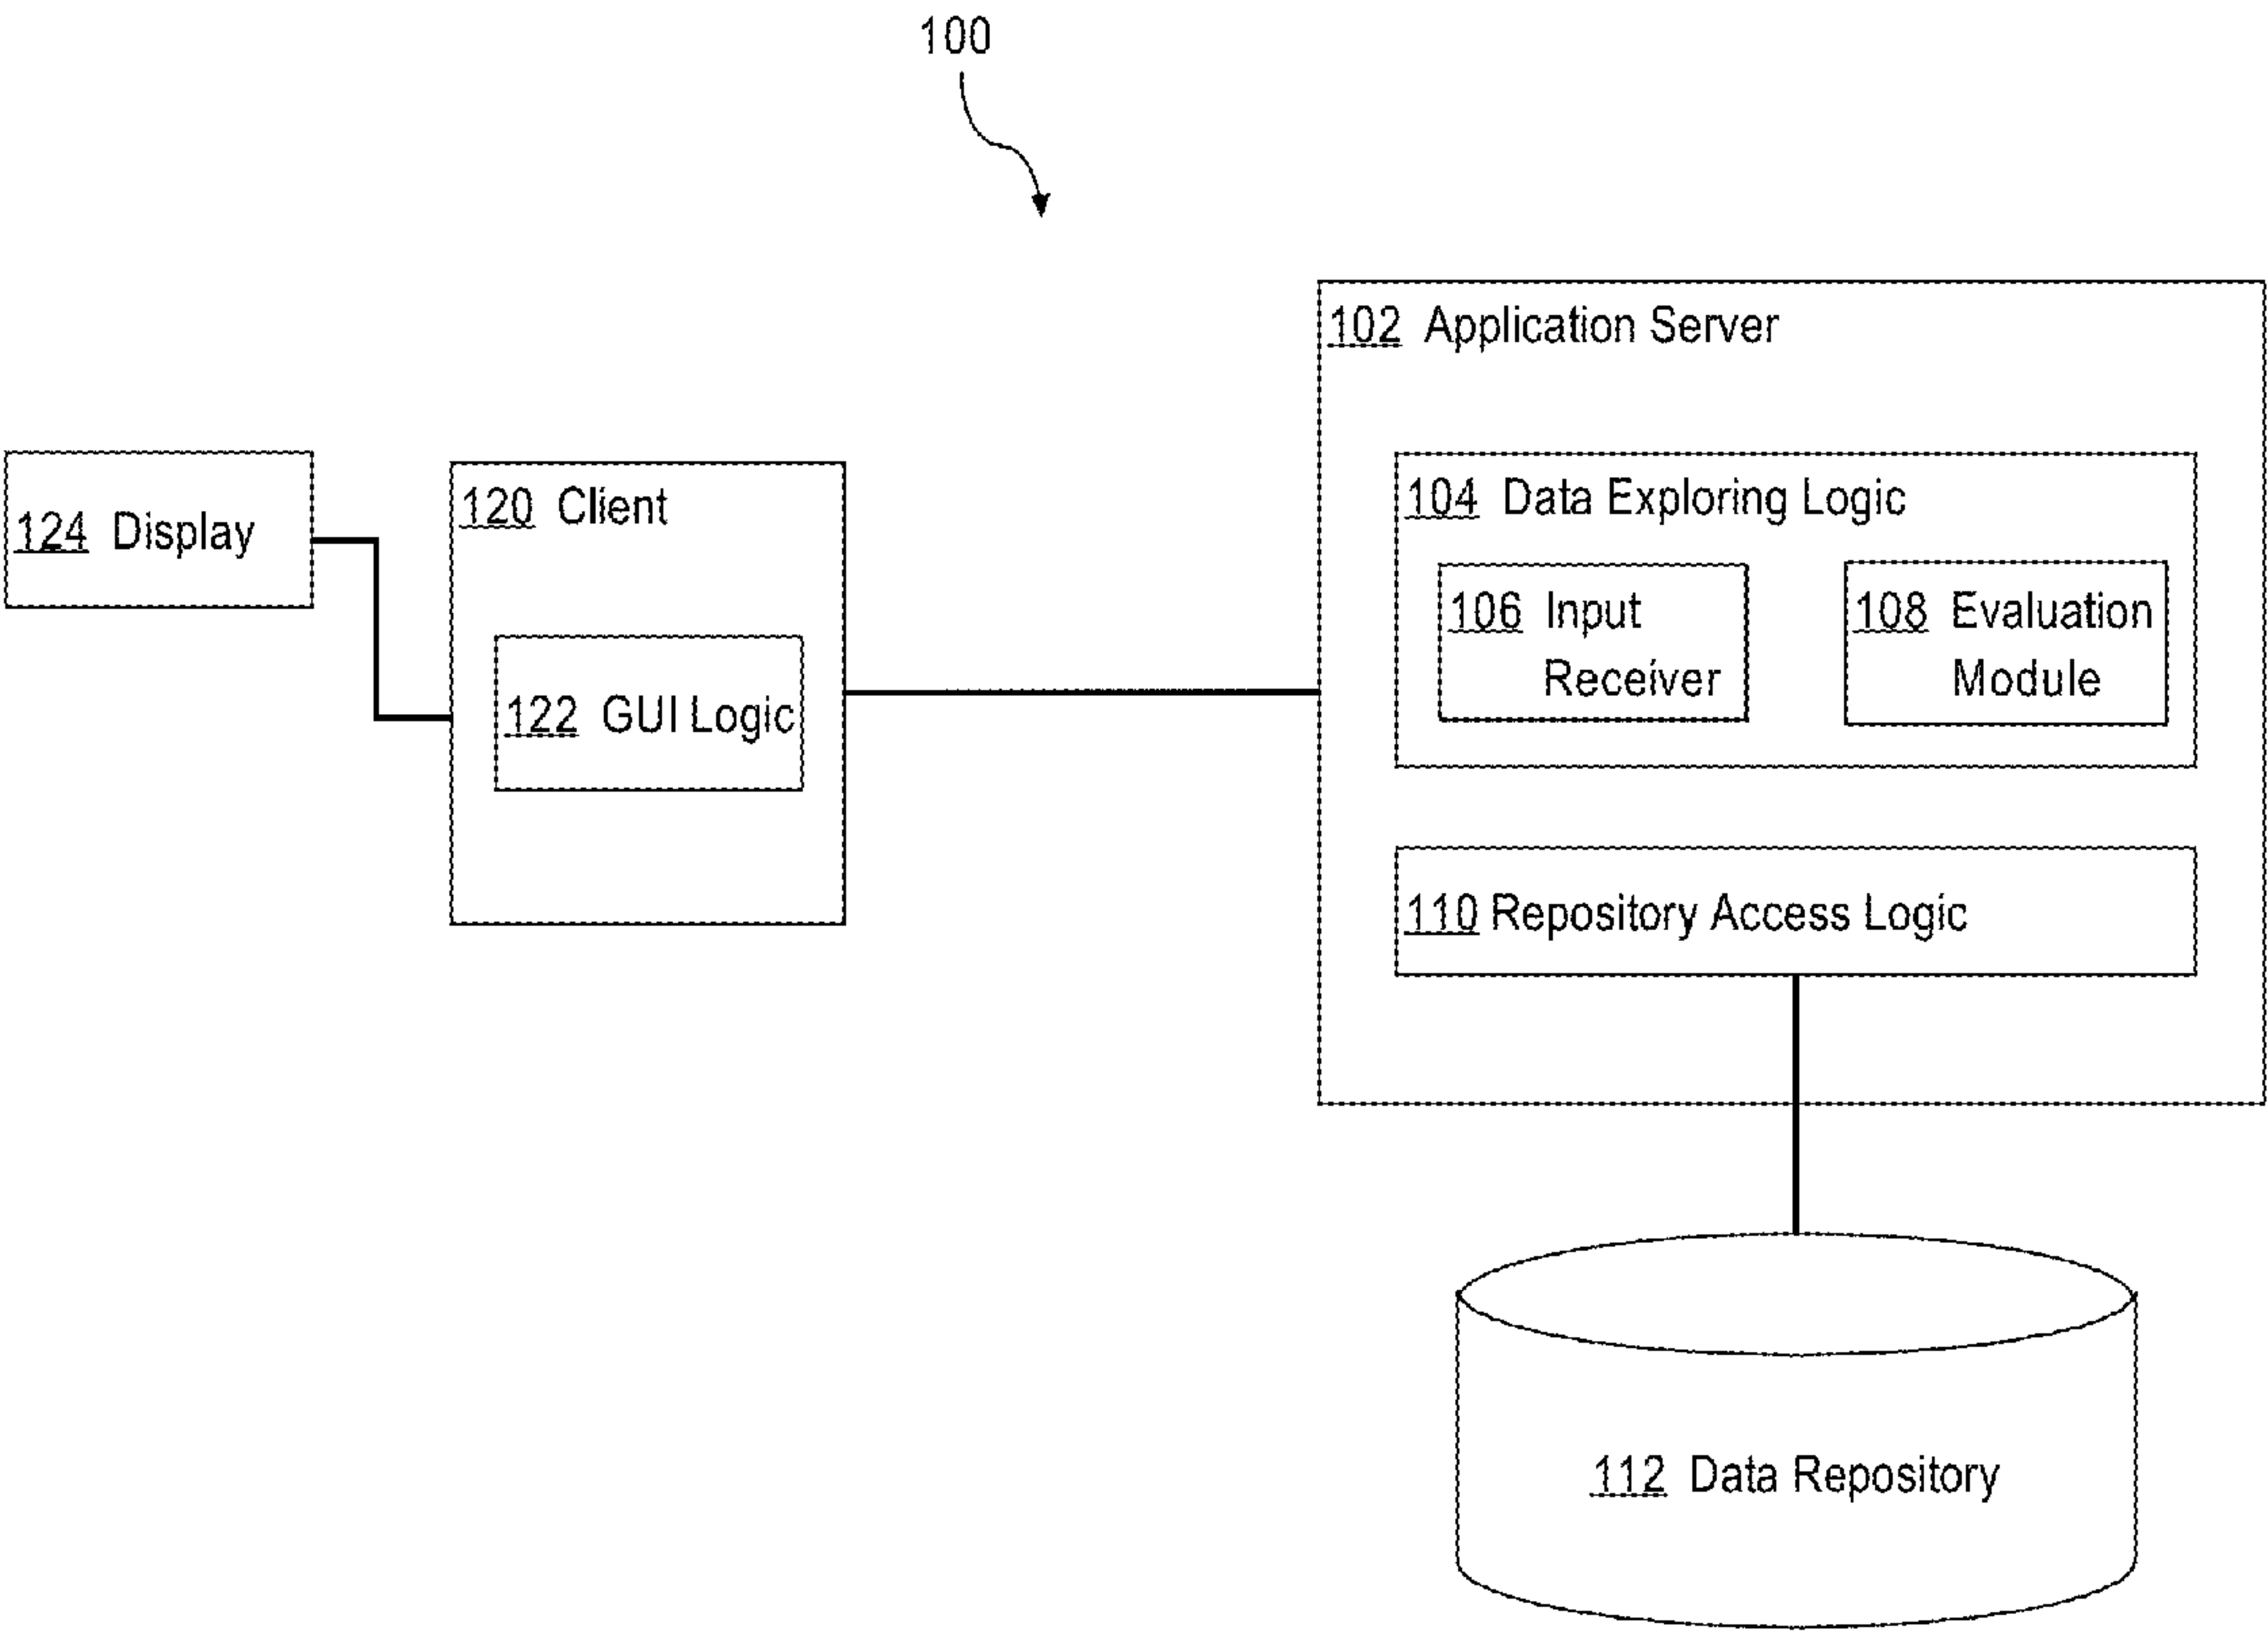 100
102 Application Server
124 Display
120 Client
122 GUI Logic
104 Data Exploring Logic
106 Input
Receiver
108 Evaluation
Module
110 Repository Access Logic
112 Data Repository